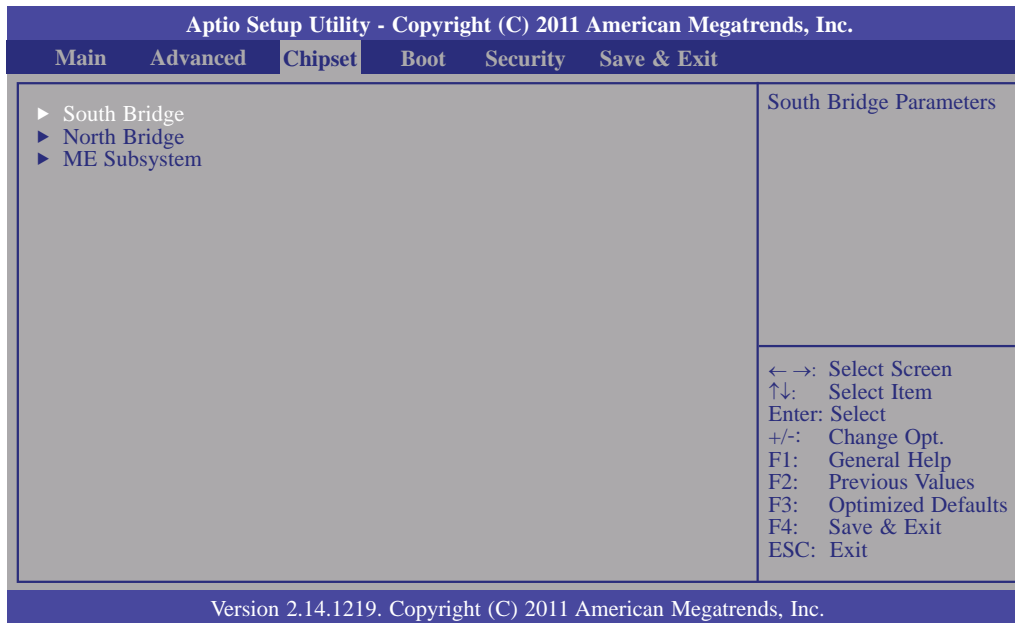 Aptio Setup Utility - Copyright (C) 2011 American Megatrends, Inc.
Main Advanced Chipset Boot Security Save & Exit
► South Bridge
► North Bridge
► ME Subsystem
South Bridge Parameters
← →: Select Screen
↑↓: Select Item
Enter: Select
+/-: Change Opt.
F1: General Help
F2: Previous Values
F3: Optimized Defaults
F4: Save & Exit
ESC: Exit
Version 2.14.1219. Copyright (C) 2011 American Megatrends, Inc.